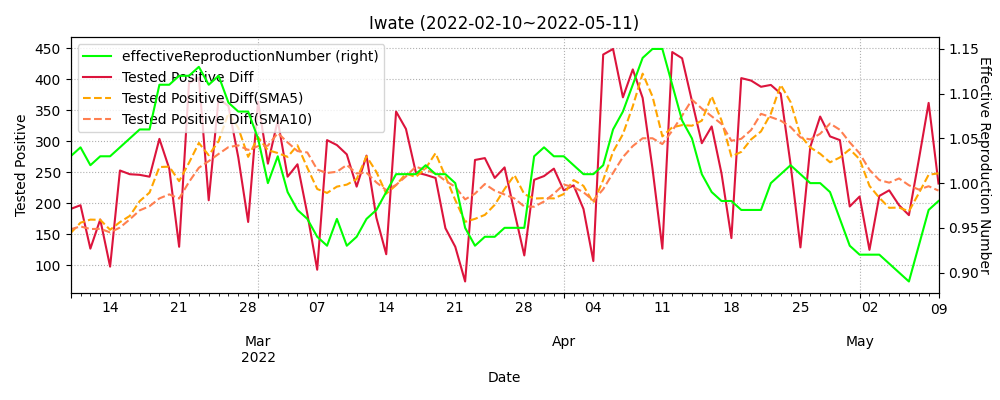 Iwate (2022-02-10~2022-05-11)
effectiveReproductionNumber (right)
Tested Positive Diff
Tested Positive Diff(SMA5)
Tested Positive Diff(SMA10)
Tested Positive
450
400
350
300
250
200
150
100
1.15
1.10
1.05
1.00
0.95
0.90
Effective Reproduction Number
14 21 28 07 14 21 28 04 11 18 25 02 09
Mar Apr May
2022
Date